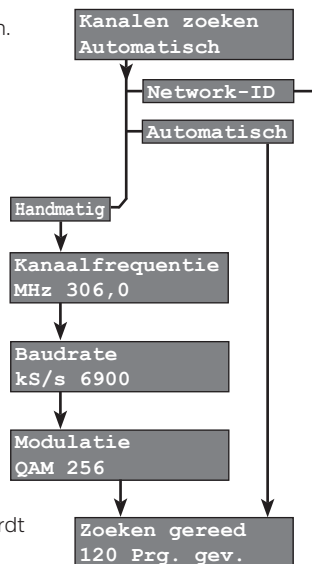 Kanalen zoeken
Automatisch
Network-ID
Automatisch
Handmatig
Kanaalfrequentie
MHz 306,0
Baudrate
kS/s 6900
Modulatie
QAM 256
Zoeken gereed
120 Prg. gev.